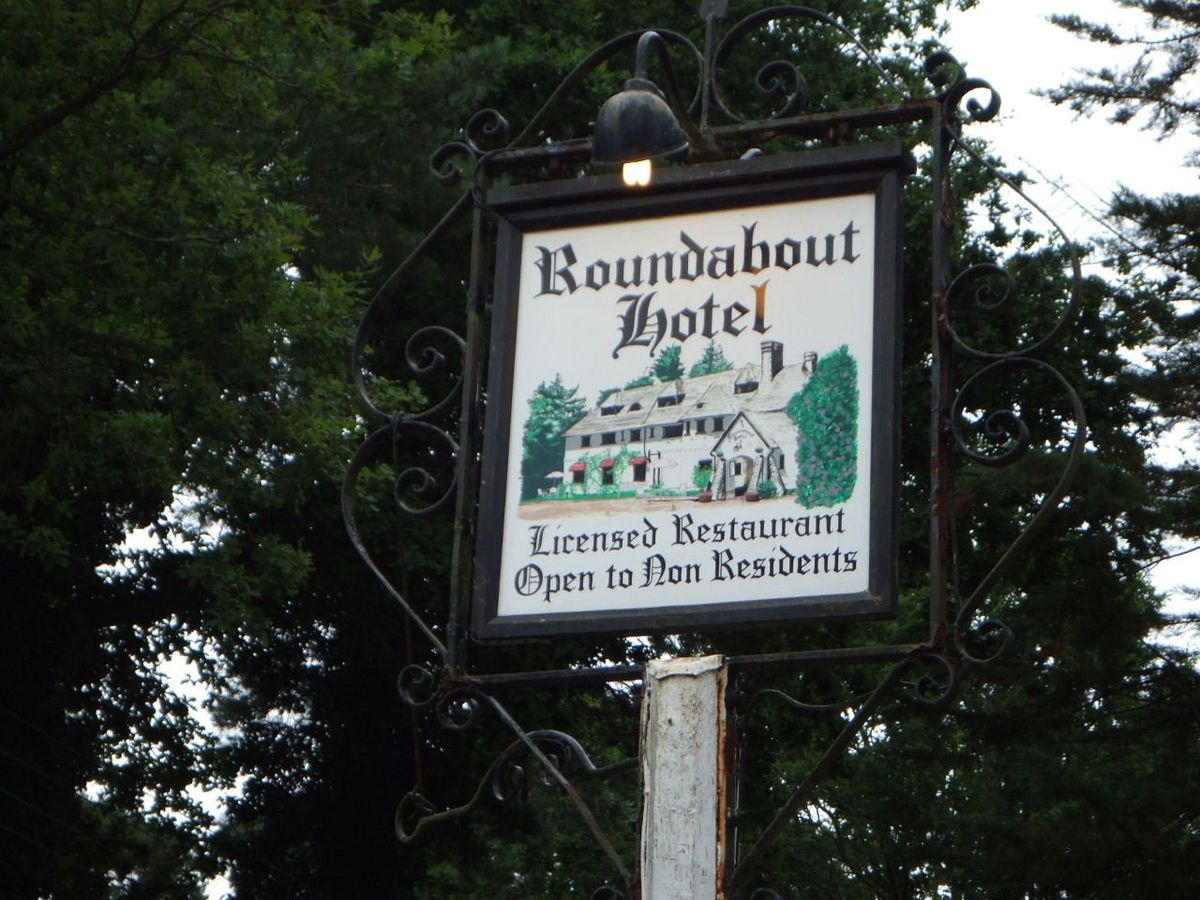 Roundabout
Hotel
Licensed Restaurant
Open to Non Residents